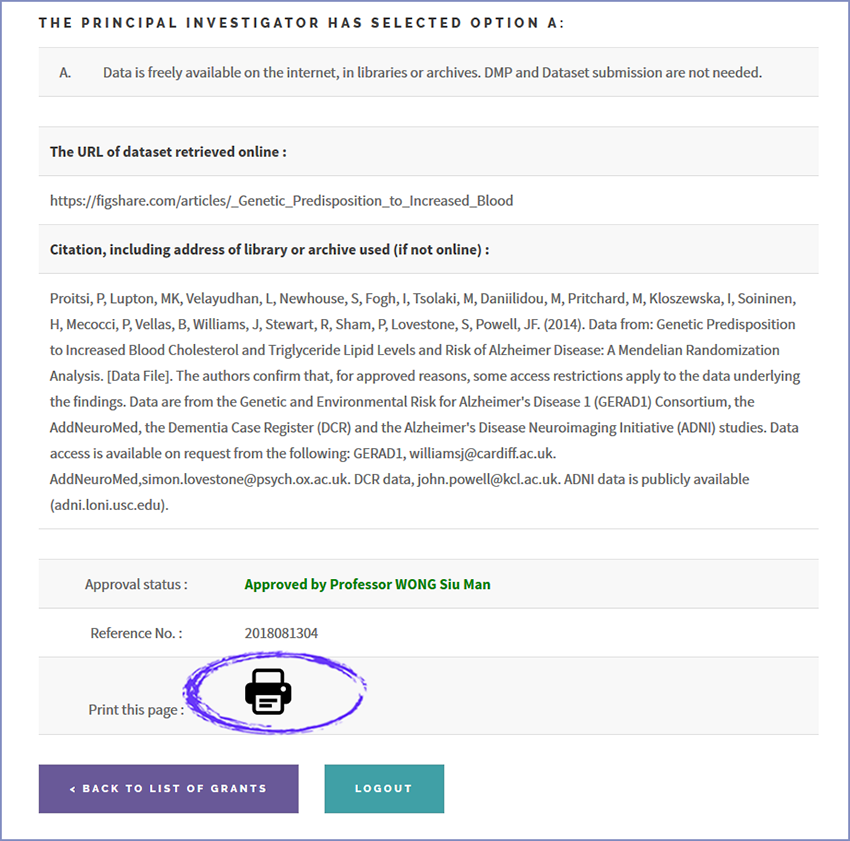 THE PRINCIPAL INVESTIGATOR HAS SELECTED OPTION A:
A. Data is freely available on the internet, in libraries or archives. DMP and Dataset submission are not needed.
The URL of dataset retrieved online :
https://figshare.com/articles/_Genetic_Predisposition_to_Increased_Blood
Citation, including address of library or archive used (if not online) :
Proitsi, P, Lupton, MK, Velayudhan, L, Newhouse, S, Fogh, I, Tsolaki, M, Daniilidou, M, Pritchard, M, Kloszewska, I, Soininen,
H, Mecocci, P, Vellas, B, Williams, J, Stewart, R, Sham, P, Lovestone, S, Powell, JF. (2014). Data from: Genetic Predisposition
to Increased Blood Cholesterol and Triglyceride Lipid Levels and Risk of Alzheimer Disease: A Mendelian Randomization
Analysis. [Data File]. The authors confirm that, for approved reasons, some access restrictions apply to the data underlying
the findings. Data are from the Genetic and Environmental Risk for Alzheimer's Disease 1 (GERAD1) Consortium, the
AddNeuroMed, the Dementia Case Register (DCR) and the Alzheimer's Disease Neuroimaging Initiative (ADNI) studies. Data
access is available on request from the following: GERAD1, williamsj@cardiff.ac.uk.
AddNeuroMed,simon.lovestone@psych.ox.ac.uk. DCR data, john.powell@kcl.ac.uk. ADNI data is publicly available
(adni.loni.usc.edu).
Approval status : Approved by Professor WONG Siu Man
Reference No. : 2018081304
Print this page :
< BACK TO LIST OF GRANTS LOGOUT